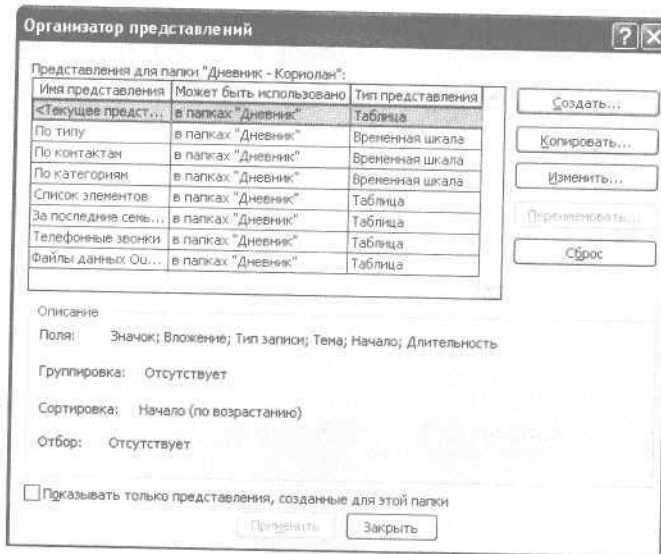 Организатор представлений
Представления для папки "Дневник - Кориолан":
Имя представления Может быть использовано Тип представления
<Текущее предст... в папках "Дневник" Таблица
По типу в папках "Дневник" Временная шкала
По контактам в папках "Дневник" Временная шкала
По категориям в папках "Дневник" Временная шкала
Список элементов в папках "Дневник" Таблица
За последние семь... в папках "Дневник" Таблица
Телефонные звонки в папках "Дневник" Таблица
Файлы данных Ou... в папках "Дневник" Таблица
Создать...
Копировать...
Изменить...
Переименовать...
Сброс
Описание
Поля: Значок; Вложение; Тип записи; Тема; Начало; Длительность
Группировка: Отсутствует
Сортировка: Начало (по возрастанию)
Отбор: Отсутствует
Показывать только представления, созданные для этой папки
Применить Закрыть